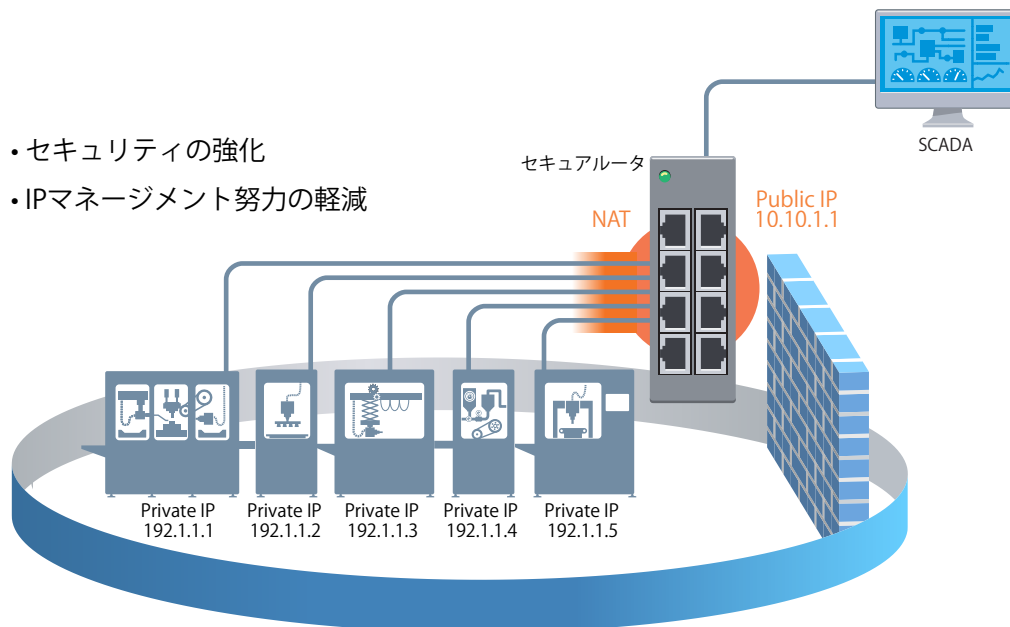 • セキュリティの強化
• IPマネージメント努力の軽減
SCADA
セキュアルータ
NAT
Public IP
10.10.1.1
Private IP
192.1.1.1
Private IP
192.1.1.2
Private IP
192.1.1.3
Private IP
192.1.1.4
Private IP
192.1.1.5